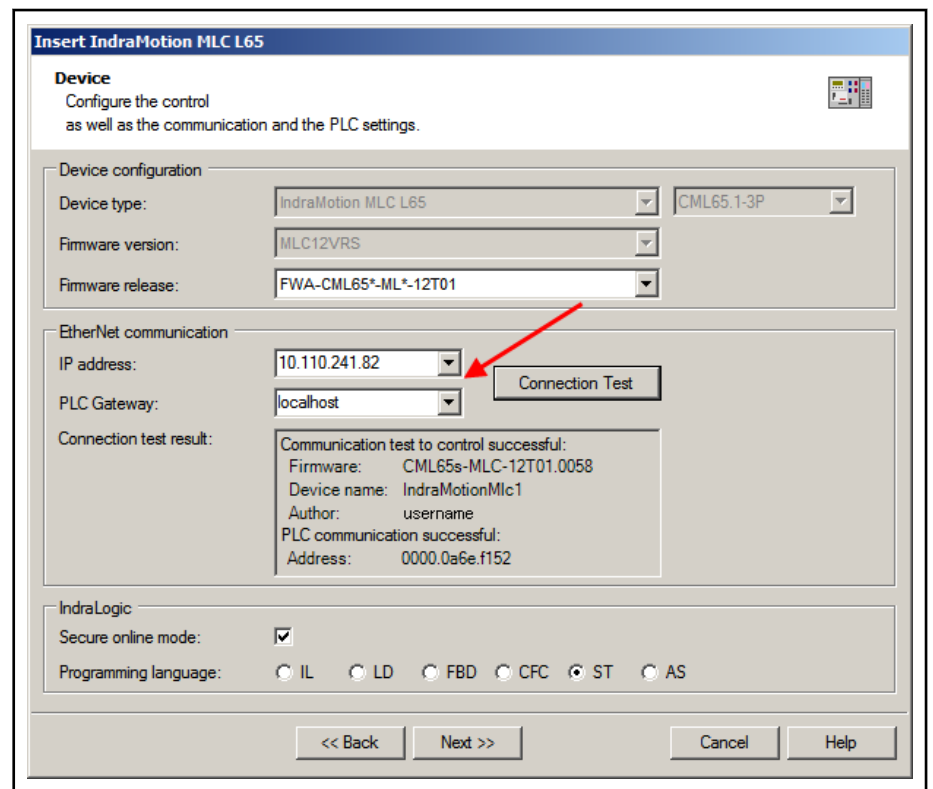 Insert IndraMotion MLC L65
Device
Configure the control
as well as the communication and the PLC settings.
Device configuration
Device type: IndraMotion MLC L65 CML65.1-3P
Firmware version: MLC12VRS
Firmware release: FWA-CML65*-ML*-12T01
EtherNet communication
IP address: 10.110.241.82
Connection Test
PLC Gateway: localhost
Connection test result:
Communication test to control successful:
Firmware: CML65s-MLC-12T01.0058
Device name: IndraMotionMlc1
Author: username
PLC communication successful:
Address: 0000.0a6e.f152
IndraLogic
Secure online mode:
Programming language: IL LD FBD CFC ST AS
<< Back Next >> Cancel Help